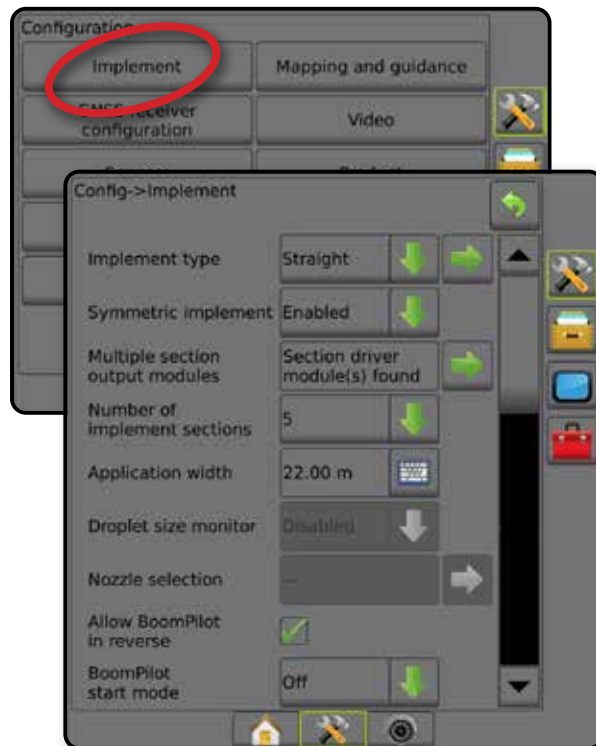 Configuration
Implement
Mapping and guidance
GNSS receiver
configuration
Video
Config->Implement
Implement type
Straight
Symmetric implement
Enabled
Multiple section
output modules
Section driver
module(s) found
Number of
implement sections
5
Application width
22.00 m
Droplet size monitor
Disabled
Nozzle selection
---
Allow BoomPilot
in reverse
BoomPilot
start mode
Off